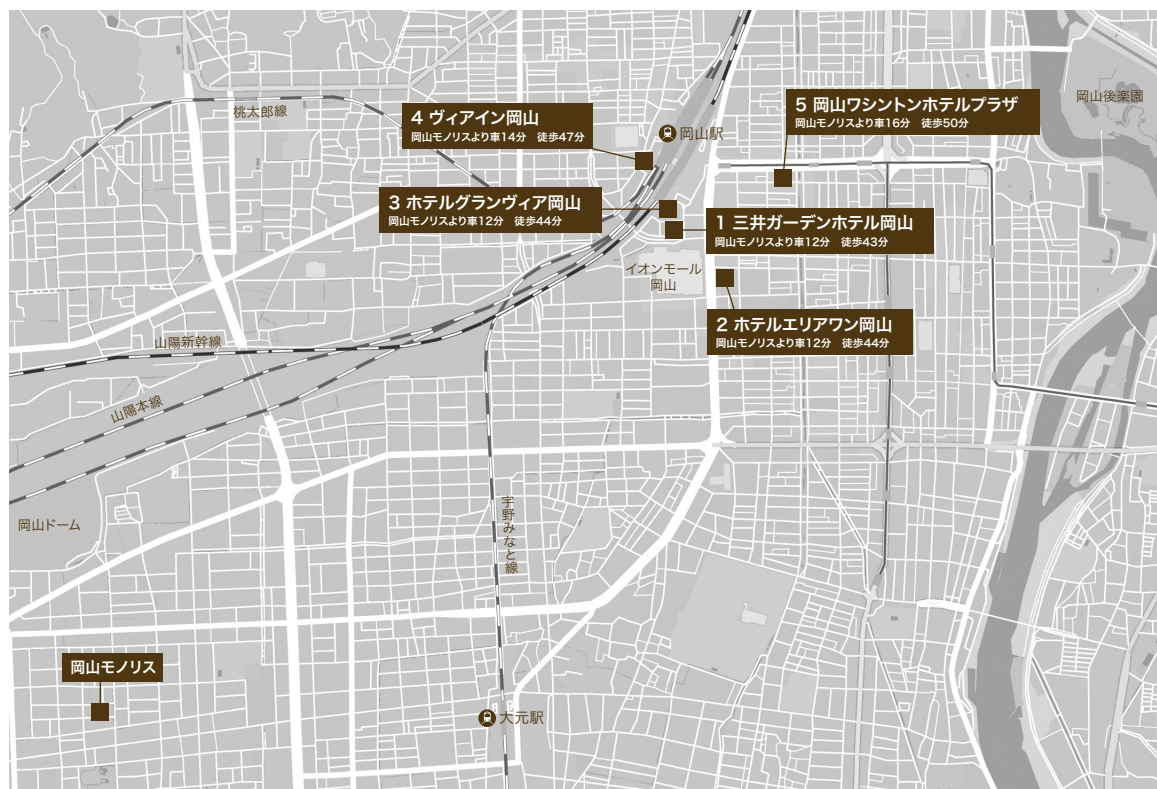 桃太郎線
4 ヴィアイン岡山
岡山モノリスより車14分　徒歩47分
岡山駅
5 岡山ワシントンホテルプラザ
岡山モノリスより車16分　徒歩50分
岡山後楽園
3 ホテルグランヴィア岡山
岡山モノリスより車12分　徒歩44分
1 三井ガーデンホテル岡山
岡山モノリスより車12分　徒歩43分
イオンモール
岡山
2 ホテルエリアワン岡山
岡山モノリスより車12分　徒歩44分
山陽新幹線
山陽本線
岡山ドーム
宇野みなと線
岡山モノリス
大元駅